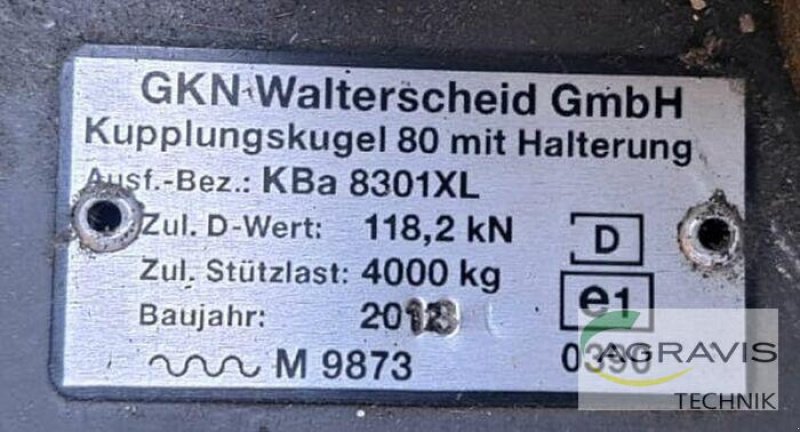 GKN Walterscheid GmbH
Kupplungskugel 80 mit Halterung
Ausf.-Bez.: KBa 8301XL
Zul. D-Wert: 118,2 kN
D
Zul. Stützlast: 4000 kg
e1
Baujahr:
M 9873
AGRAVIS
TECHNIK